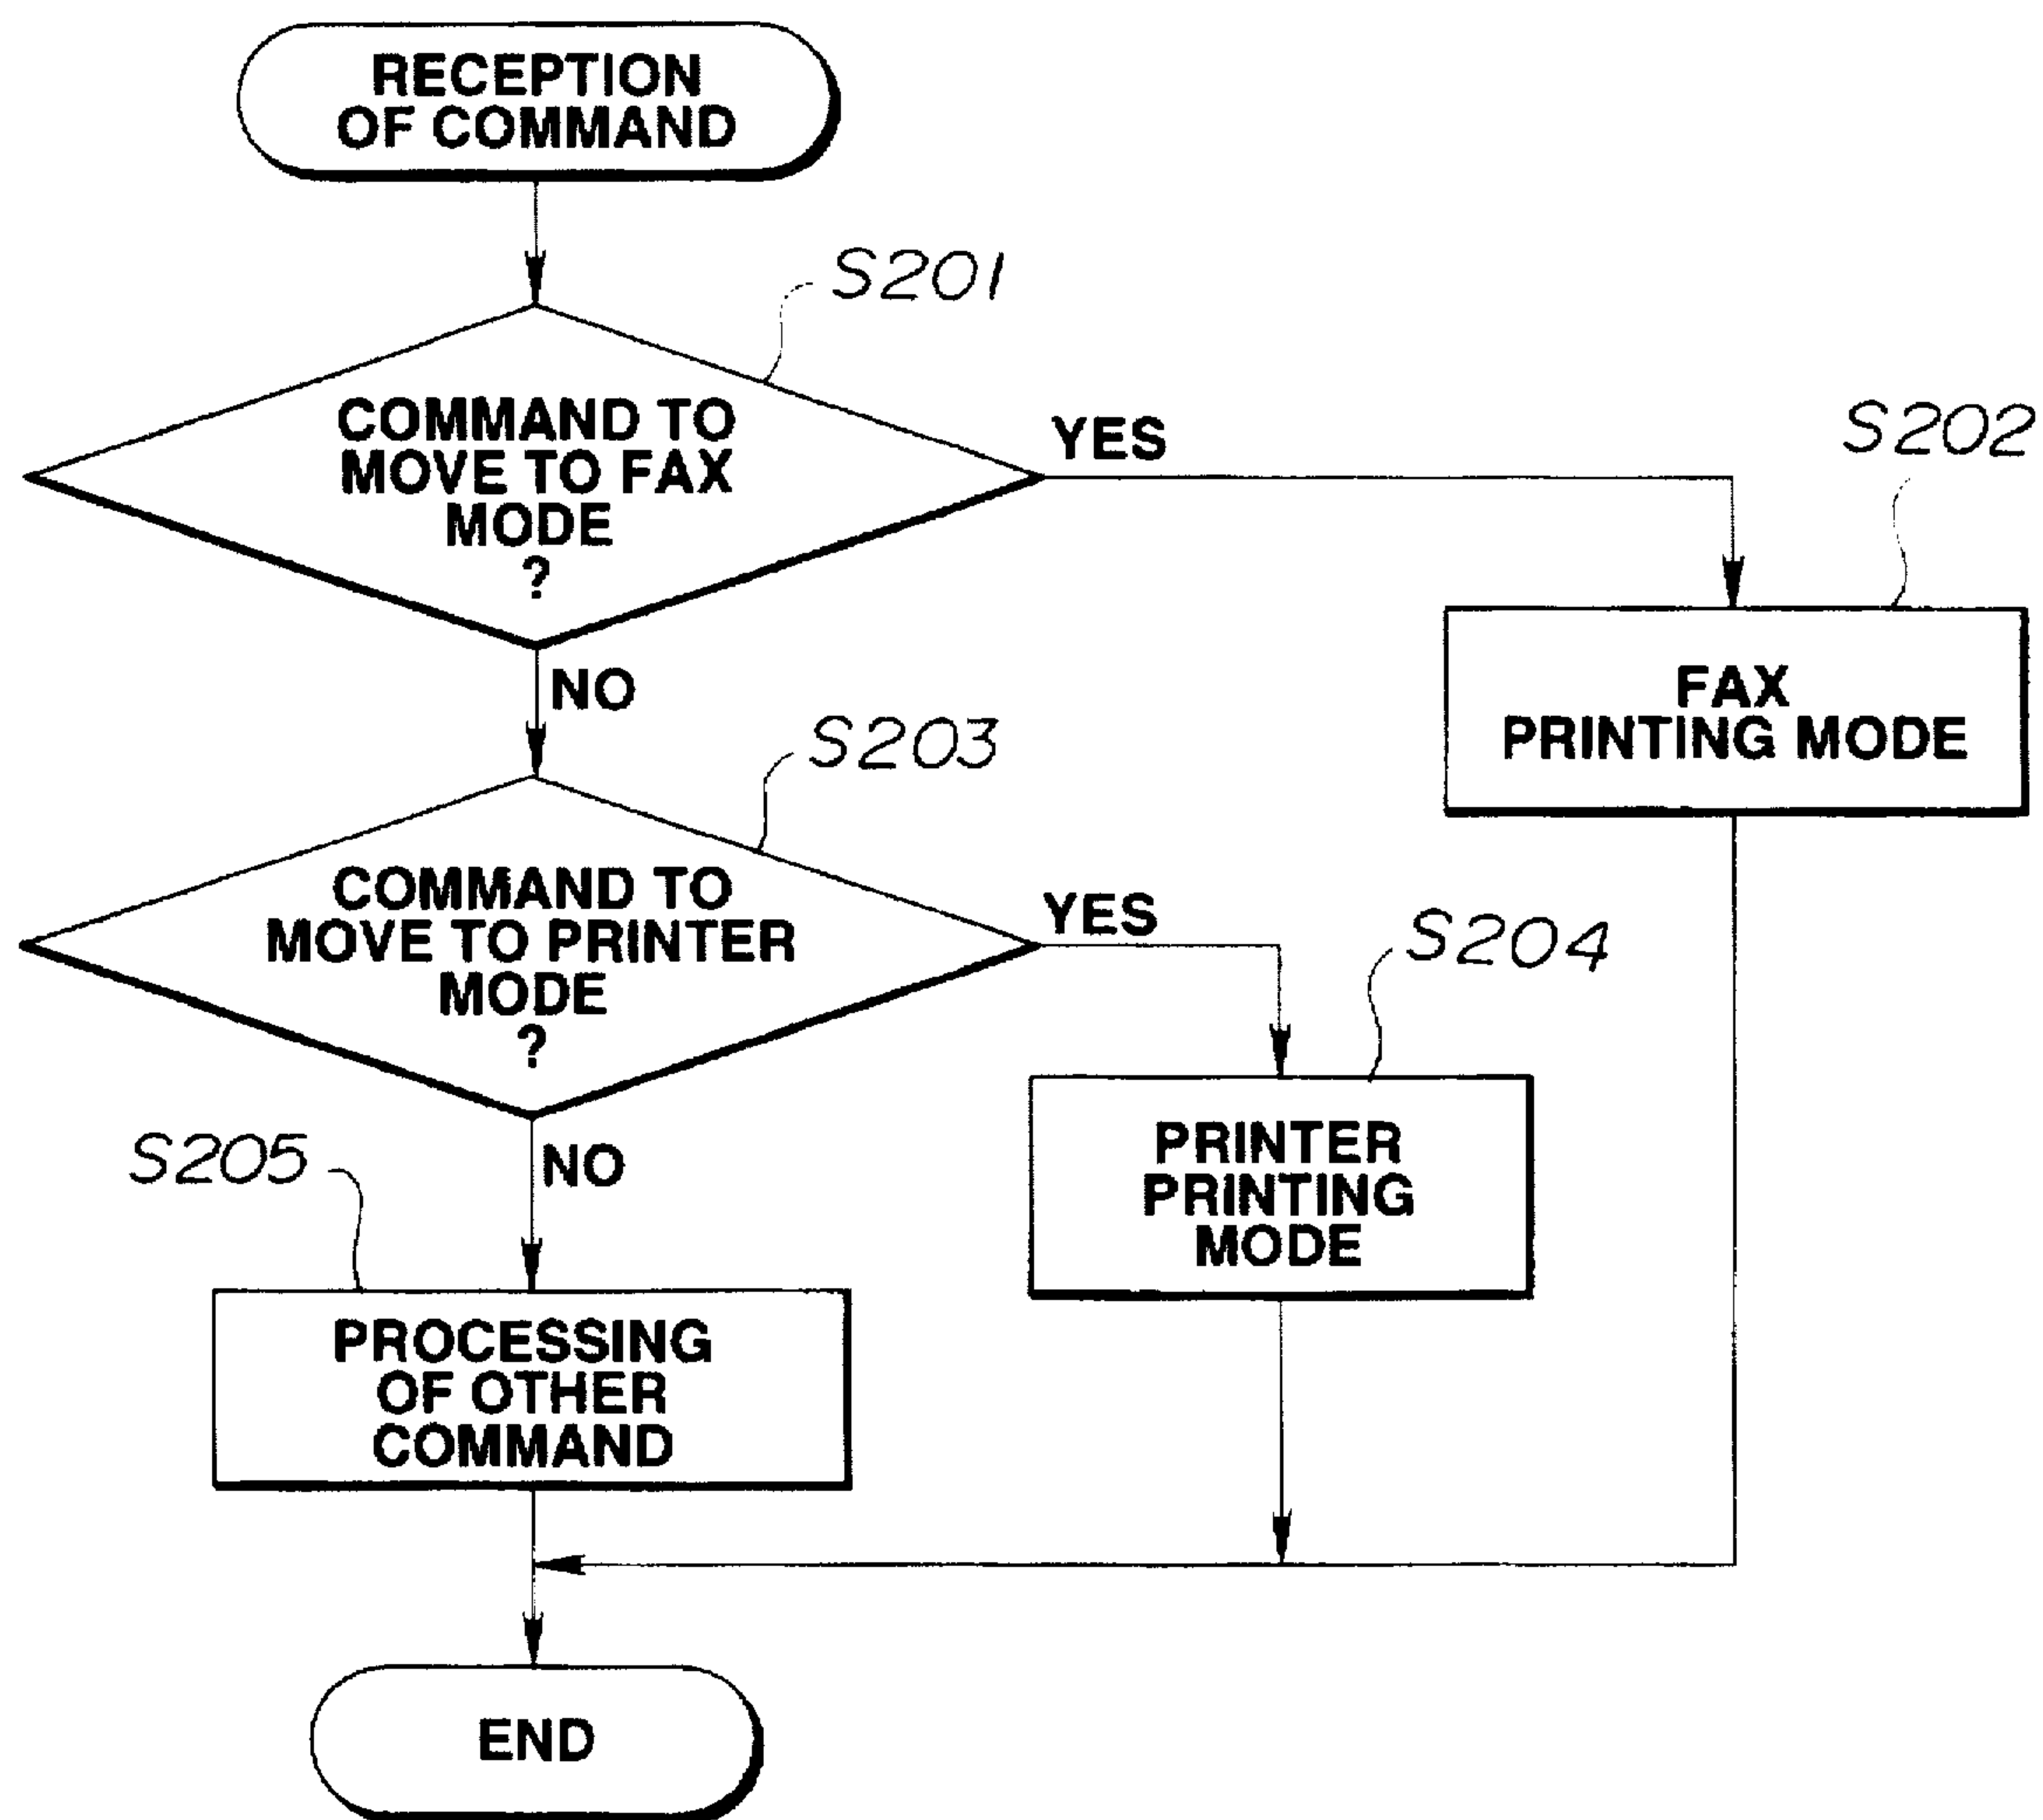 RECEPTION
OF COMMAND
S201
COMMAND TO
MOVE TO FAX
MODE
?
YES
S202
FAX
PRINTING MODE
NO
S203
COMMAND TO
MOVE TO PRINTER
MODE
?
YES
S204
PRINTER
PRINTING
MODE
NO
S205
PROCESSING
OF OTHER
COMMAND
END